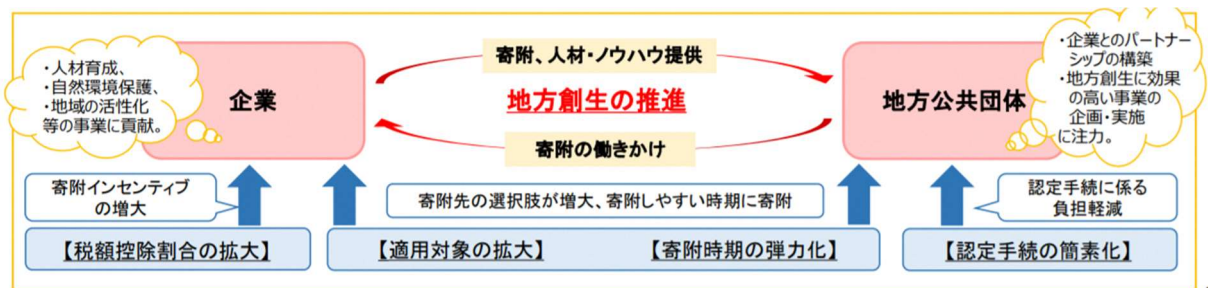 ・人材育成、
・自然環境保護、
・地域の活性化
等の事業に貢献。
企業
寄附、人材・ノウハウ提供
地方創生の推進
寄附の働きかけ
地方公共団体
・企業とのパートナー
シップの構築
・地方創生に効果
の高い事業の
企画・実施
に注力。
寄附インセンティブ
の増大
寄附先の選択肢が増大、寄附しやすい時期に寄附
認定手続に係る
負担軽減
【税額控除割合の拡大】
【適用対象の拡大】
【寄附時期の弾力化】
【認定手続の簡素化】